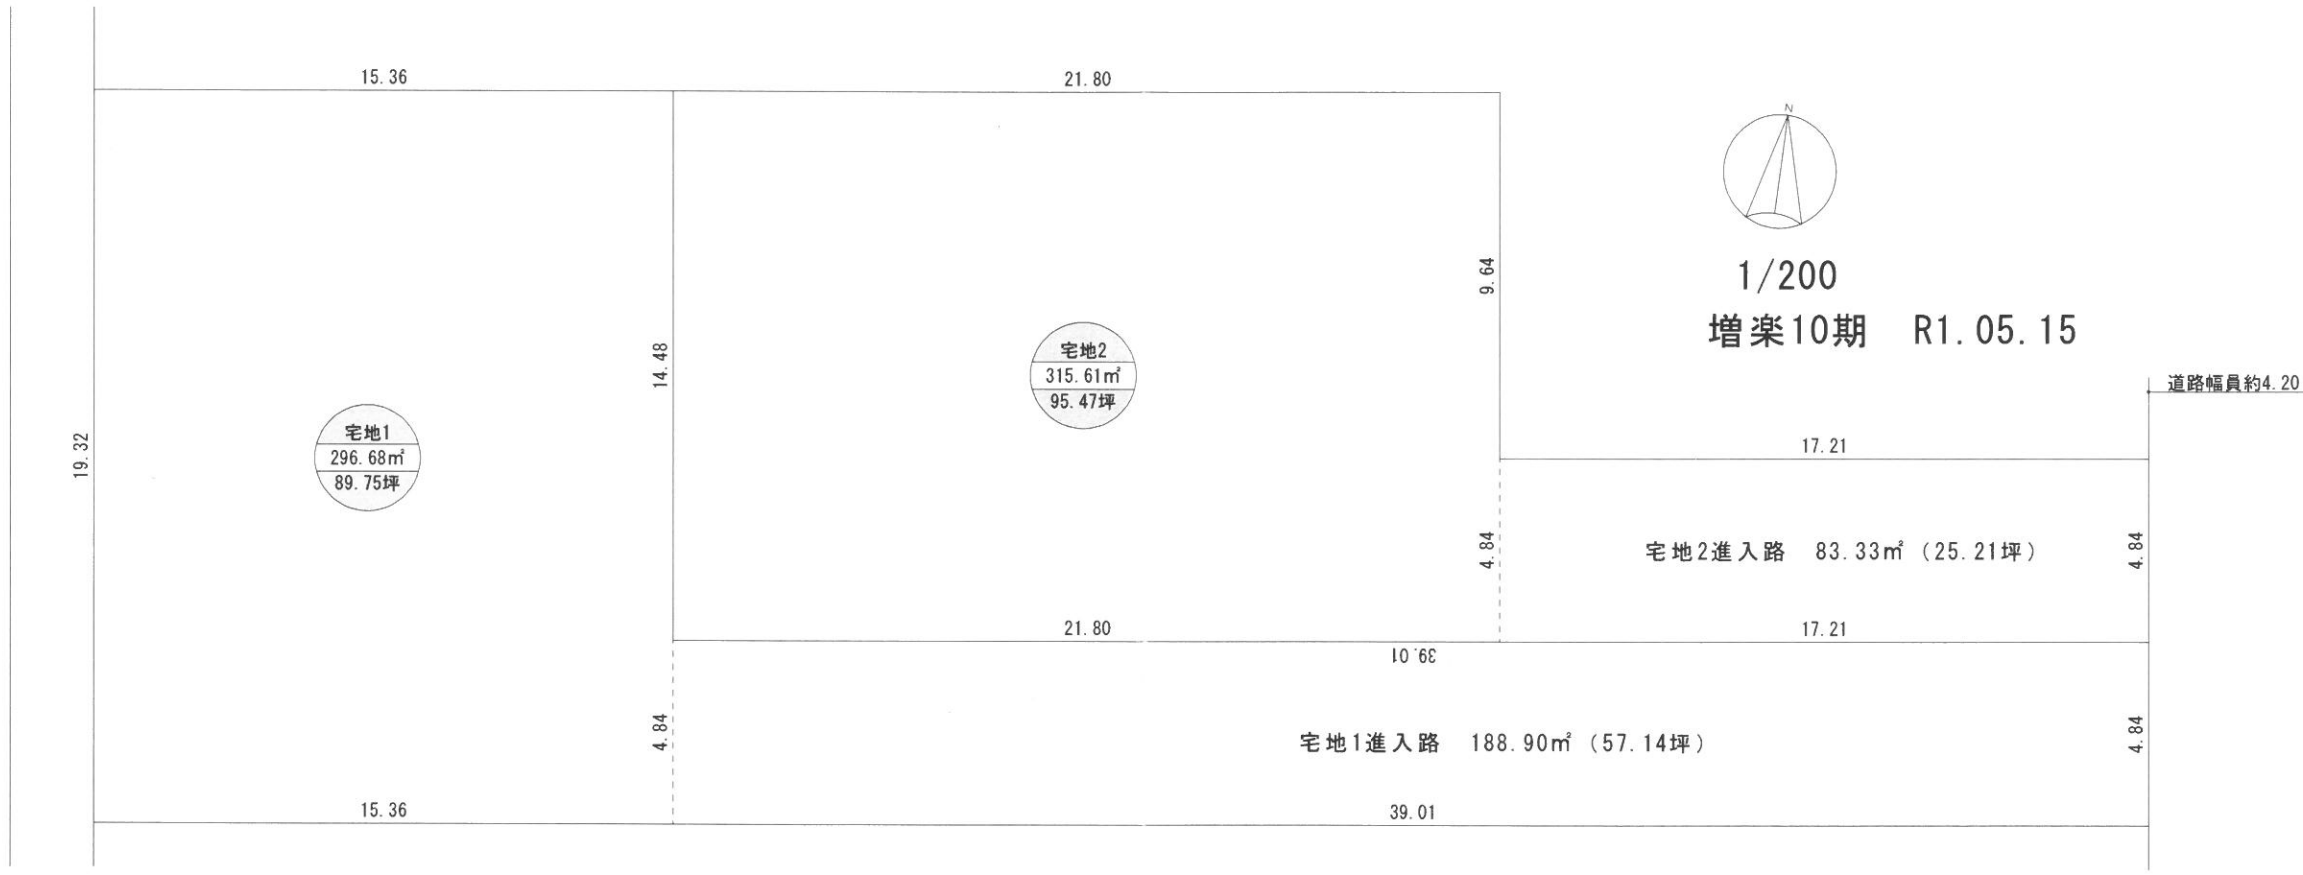 15.36
21.80
N
1/200
増楽10期 R1.05.15
道路幅員約4.20
9.64
14.48
宅地2
315.61㎡
95.47坪
19.32
宅地1
296.68㎡
89.75坪
17.21
4.84
宅地2進入路 83.33㎡（25.21坪）
4.84
21.80
17.21
39.01
4.84
宅地1進入路 188.90㎡（57.14坪）
4.84
15.36
39.01